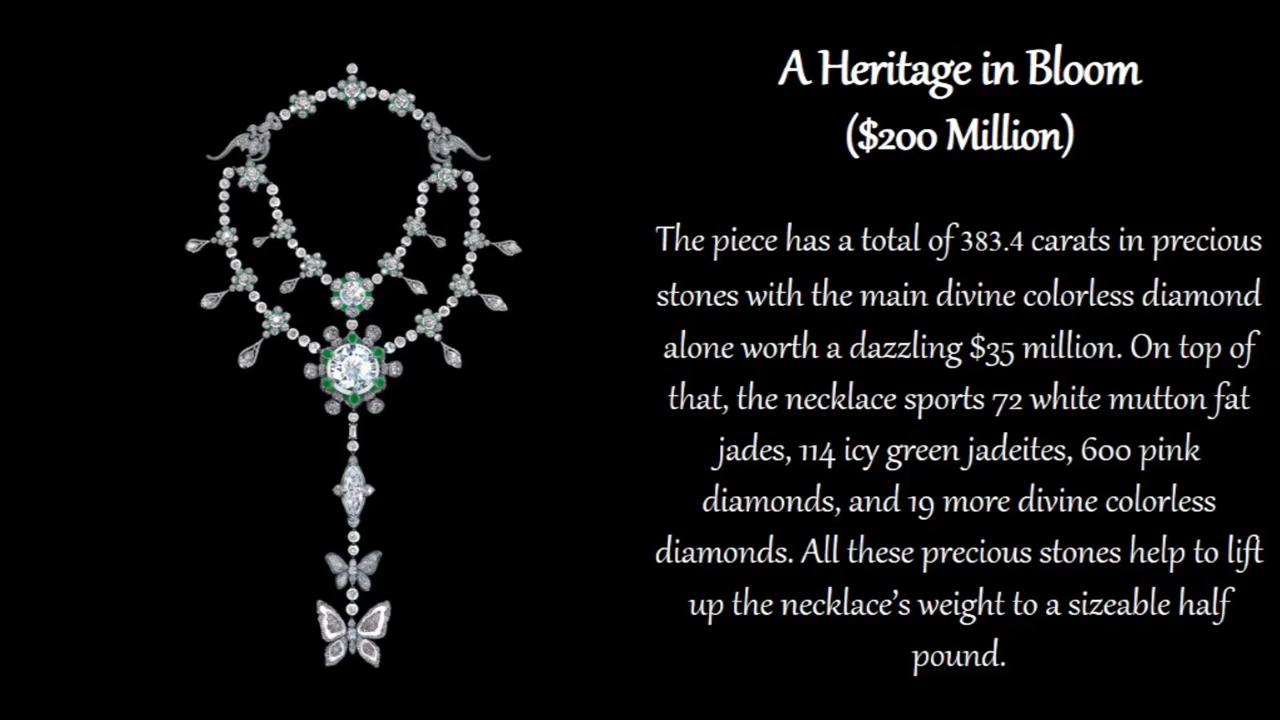 A Heritage in Bloom
($200 Million)
The piece has a total of 383.4 carats in precious
stones with the main divine colorless diamond
alone worth a dazzling $35 million. On top of
that, the necklace sports 72 white mutton fat
jades, 114 icy green jadeites, 600 pink
diamonds, and 19 more divine colorless
diamonds. All these precious stones help to lift
up the necklace’s weight to a sizeable half
pound.